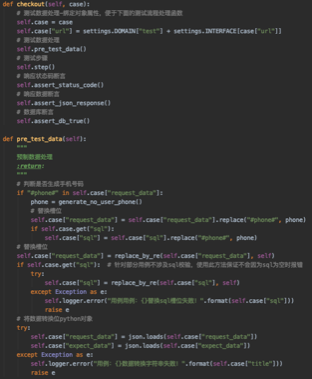 def checkout(self, case):
# 测试数据处理-绑定对象属性，便于下面的测试流程处理函数
self.case = case
self.case["url"] = settings.DOMAIN["test"] + settings.INTERFACE[case["url"]]
# 测试数据处理
self.pre_test_data()
# 测试步骤
self.step()
# 响应状态码断言
self.assert_status_code()
# 响应数据断言
self.assert_json_response()
# 数据库断言
self.assert_db_true()
def pre_test_data(self):
"""
预制数据处理
:return:
"""
# 判断是否生成手机号码
if "#phone#" in self.case["request_data"]:
phone = generate_no_user_phone()
# 替换槽位
self.case["request_data"] = self.case["request_data"].replace("#phone#", phone)
if self.case.get("sql"):
self.case["sql"] = self.case["sql"].replace("#phone#", phone)
# 替换槽位
self.case["request_data"] = replace_by_re(self.case["request_data"], self)
if self.case.get("sql"): # 针对部分用例不涉及sql校验，使用此方法保证不会因为sql为空时报错
try:
self.case["sql"] = replace_by_re(self.case["sql"], self)
except Exception as e:
self.logger.error("用例用例：{}替换sql槽位失败！".format(self.case["sql"]))
raise e
# 将数据转换位python对象
try:
self.case["request_data"] = json.loads(self.case["request_data"])
self.case["expect_data"] = json.loads(self.case["expect_data"])
except Exception as e:
self.logger.error("用例：{}数据转换字符串失败！".format(self.case["title"]))
raise e